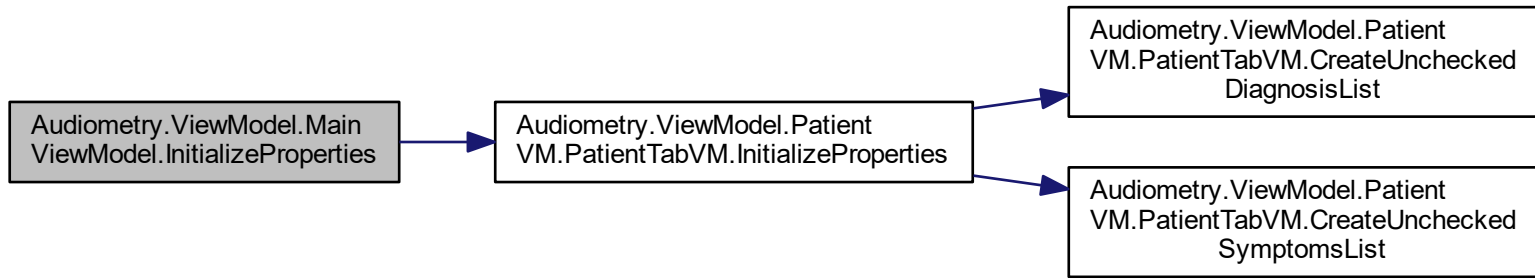 Audiometry.ViewModel.Main
ViewModel.InitializeProperties
Audiometry.ViewModel.Patient
VM.PatientTabVM.InitializeProperties
Audiometry.ViewModel.Patient
VM.PatientTabVM.CreateUnchecked
DiagnosisList
Audiometry.ViewModel.Patient
VM.PatientTabVM.CreateUnchecked
SymptomsList